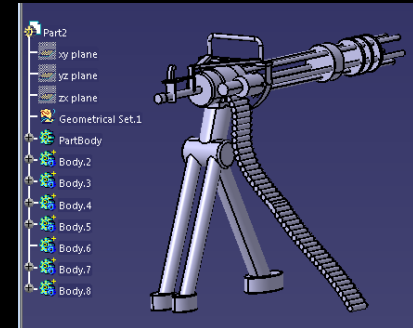 Part2
xy plane
yz plane
zx plane
Geometrical Set.1
PartBody
Body.2
Body.3
Body.4
Body.5
Body.6
Body.7
Body.8